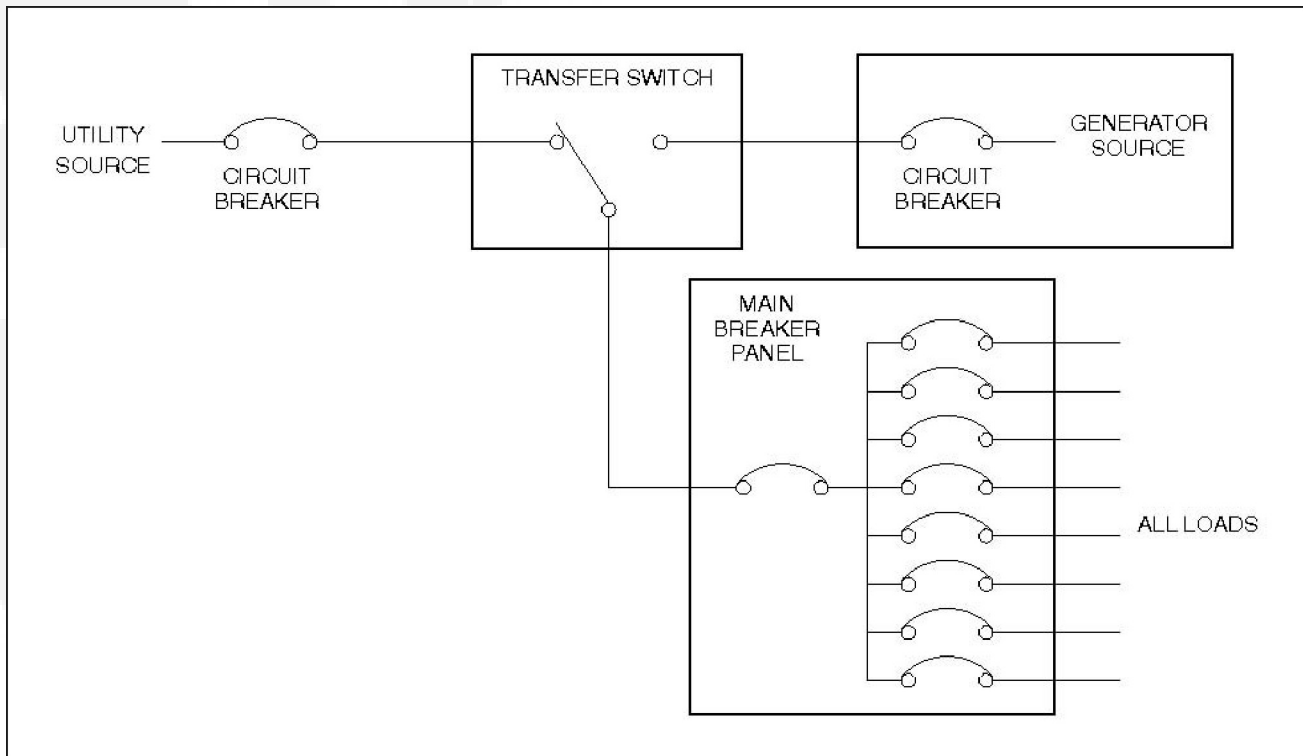 TRANSFER SWITCH
UTILITY
SOURCE
CIRCUIT
BREAKER
GENERATOR
SOURCE
CIRCUIT
BREAKER
MAIN
BREAKER
PANEL
ALL LOADS